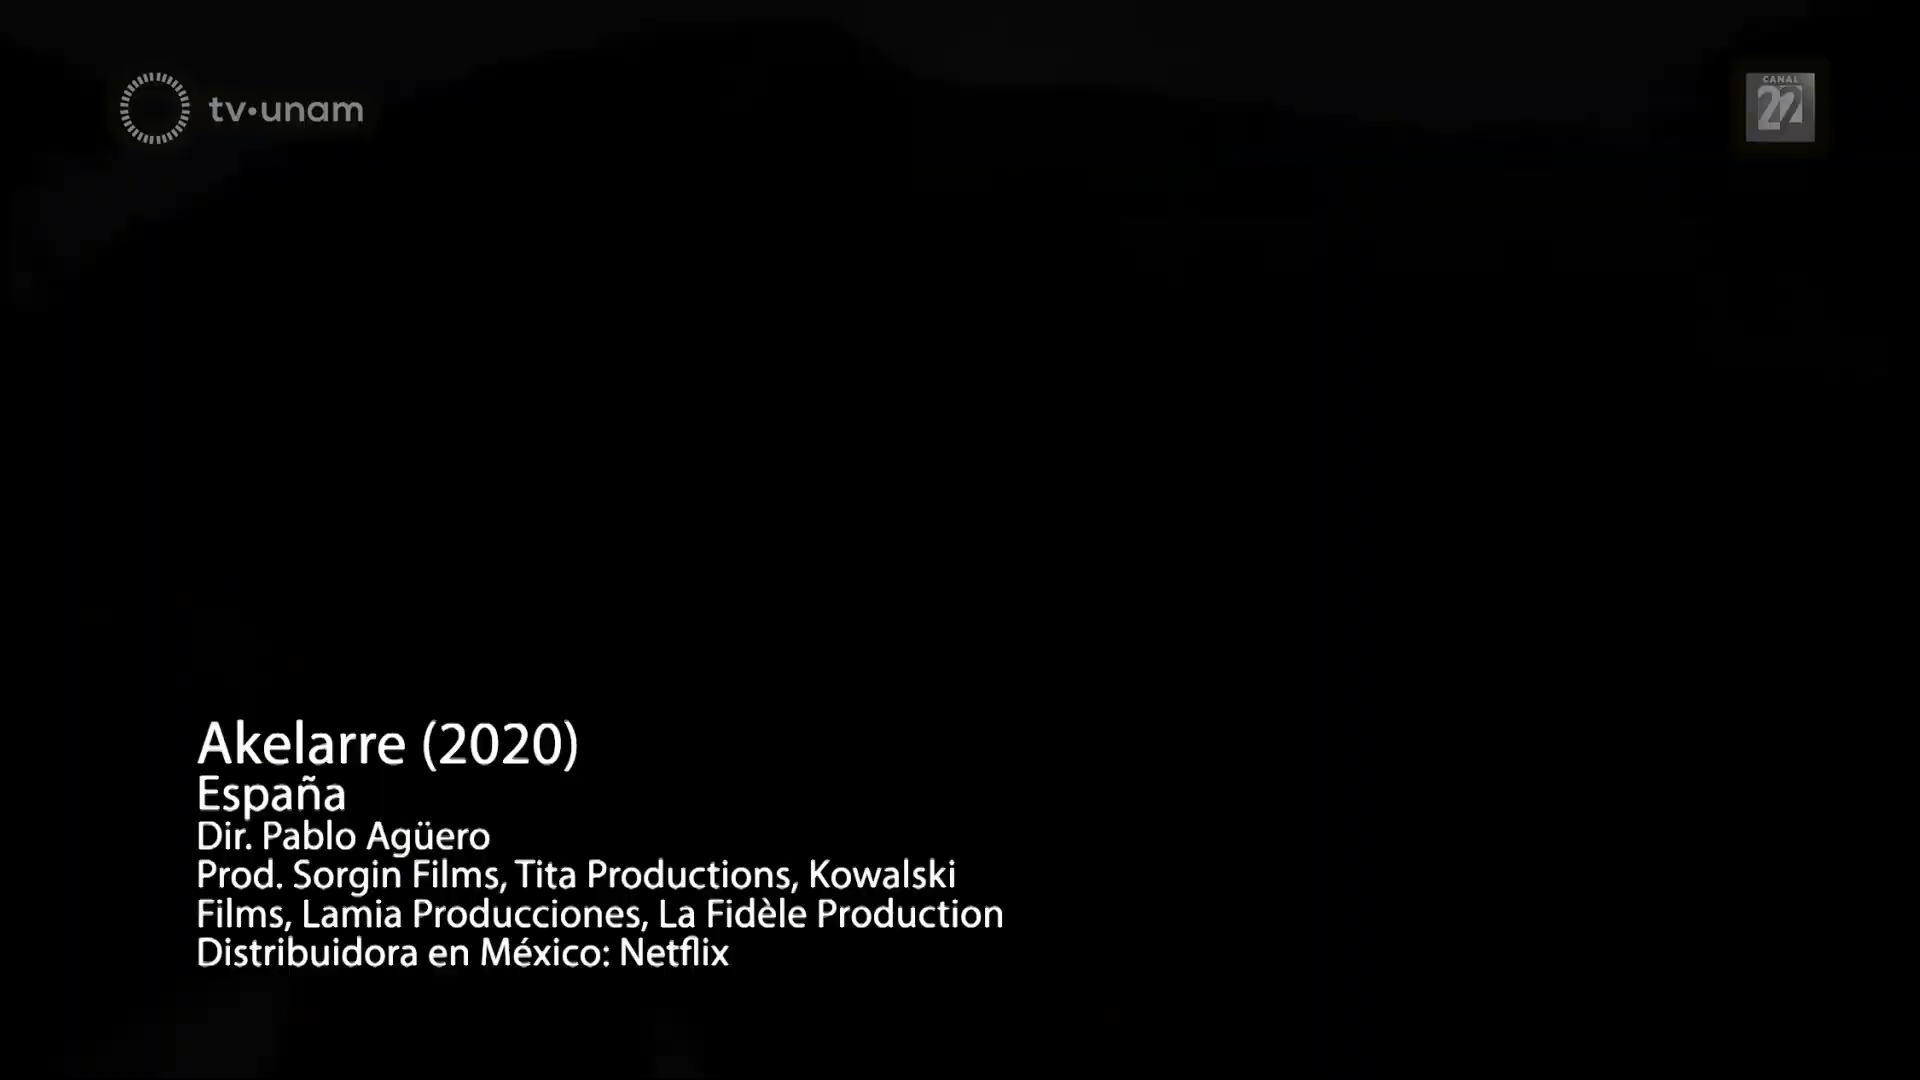 tv·unam
CANAL
22
Akelarre (2020)
España
Dir. Pablo Agüero
Prod. Sorgin Films, Tita Productions, Kowalski
Films, Lamia Producciones, La Fidèle Production
Distribuidora en México: Netflix